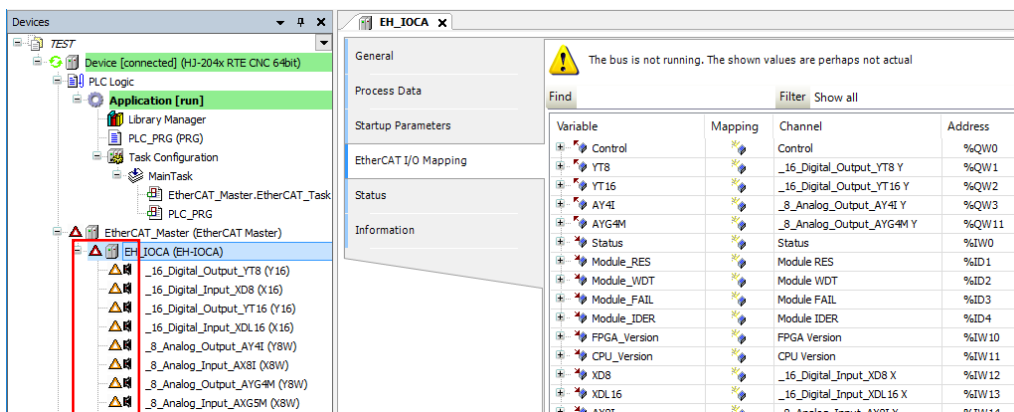 Devices
TEST
Device [connected] (HJ-204x RTE CNC 64bit)
PLC Logic
Application [run]
Library Manager
PLC_PRG (PRG)
Task Configuration
MainTask
EtherCAT_Master.EtherCAT_Task
PLC_PRG
EtherCAT_Master (EtherCAT Master)
EH_IOCA (EH-IOCA)
_16_Digital_Output_YT8 (Y16)
_16_Digital_Input_XD8 (X16)
_16_Digital_Output_YT16 (Y16)
_16_Digital_Input_XDL16 (X16)
_8_Analog_Output_AY4I (Y8W)
_8_Analog_Input_AX8I (X8W)
_8_Analog_Output_AYG4M (Y8W)
_8_Analog_Input_AXG5M (X8W)
EH_IOCA X
General
Process Data
Startup Parameters
EtherCAT I/O Mapping
Status
Information
The bus is not running. The shown values are perhaps not actual
Find Filter Show all
Variable Mapping Channel Address
Control Control %QW0
YT8 _16_Digital_Output_YT8 Y %QW1
YT16 _16_Digital_Output_YT16 Y %QW2
AY4I _8_Analog_Output_AY4I Y %QW3
AYG4M _8_Analog_Output_AYG4M Y %QW11
Status Status %IW0
Module_RES Module RES %ID1
Module_WDT Module WDT %ID2
Module_FAIL Module FAIL %ID3
Module_IDER Module IDER %ID4
FPGA_Version FPGA Version %IW10
CPU_Version CPU Version %IW11
XD8 _16_Digital_Input_XD8 X %IW12
XDL16 _16_Digital_Input_XDL16 X %IW13
AX8I _8_Analog_Input_AX8I X %IW14